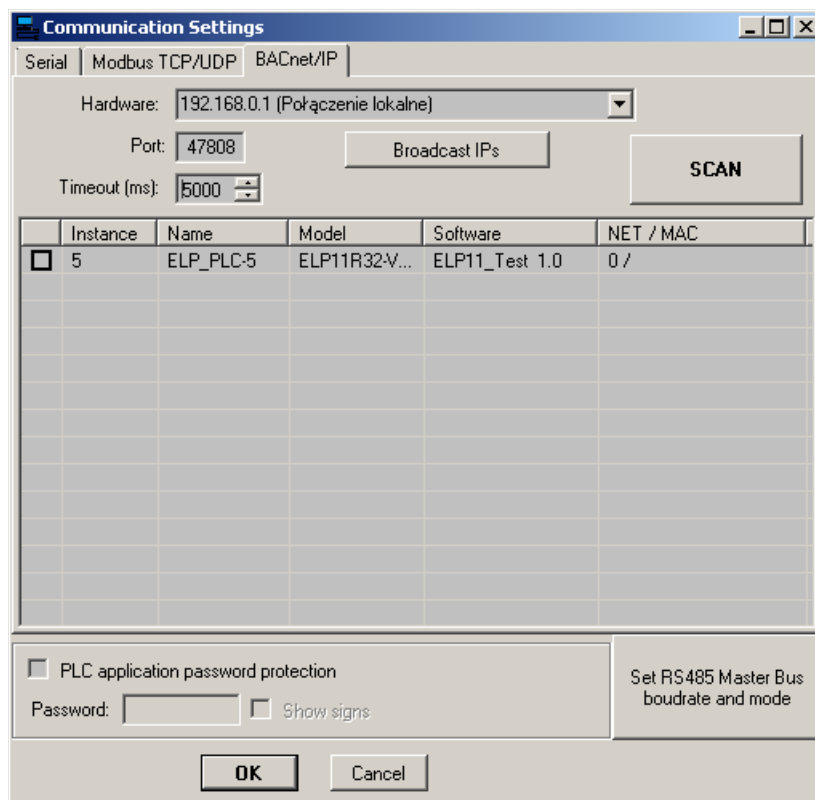 Communication Settings
Serial Modbus TCP/UDP BACnet/IP
Hardware: 192.168.0.1 (Połączenie lokalne)
Port: 47808 Broadcast IPs SCAN
Timeout (ms): 5000
Instance Name Model Software NET / MAC
5 ELP_PLC-5 ELP11R32-V... ELP11_Test 1.0 0 /
PLC application password protection
Password: Show signs
Set RS485 Master Bus
boudrate and mode
OK Cancel